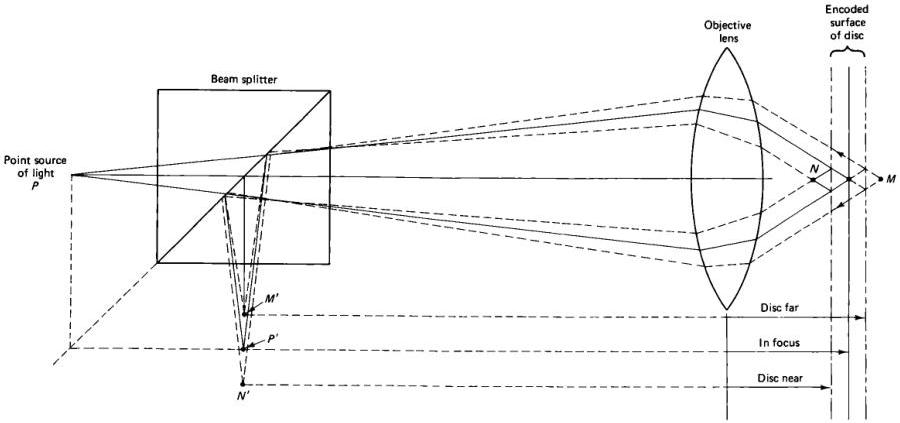 Encoded
surface
of disc
Objective
lens
Beam splitter
Point source
of light
P
N
M
M'
Disc far
P'
In focus
Disc near
N'